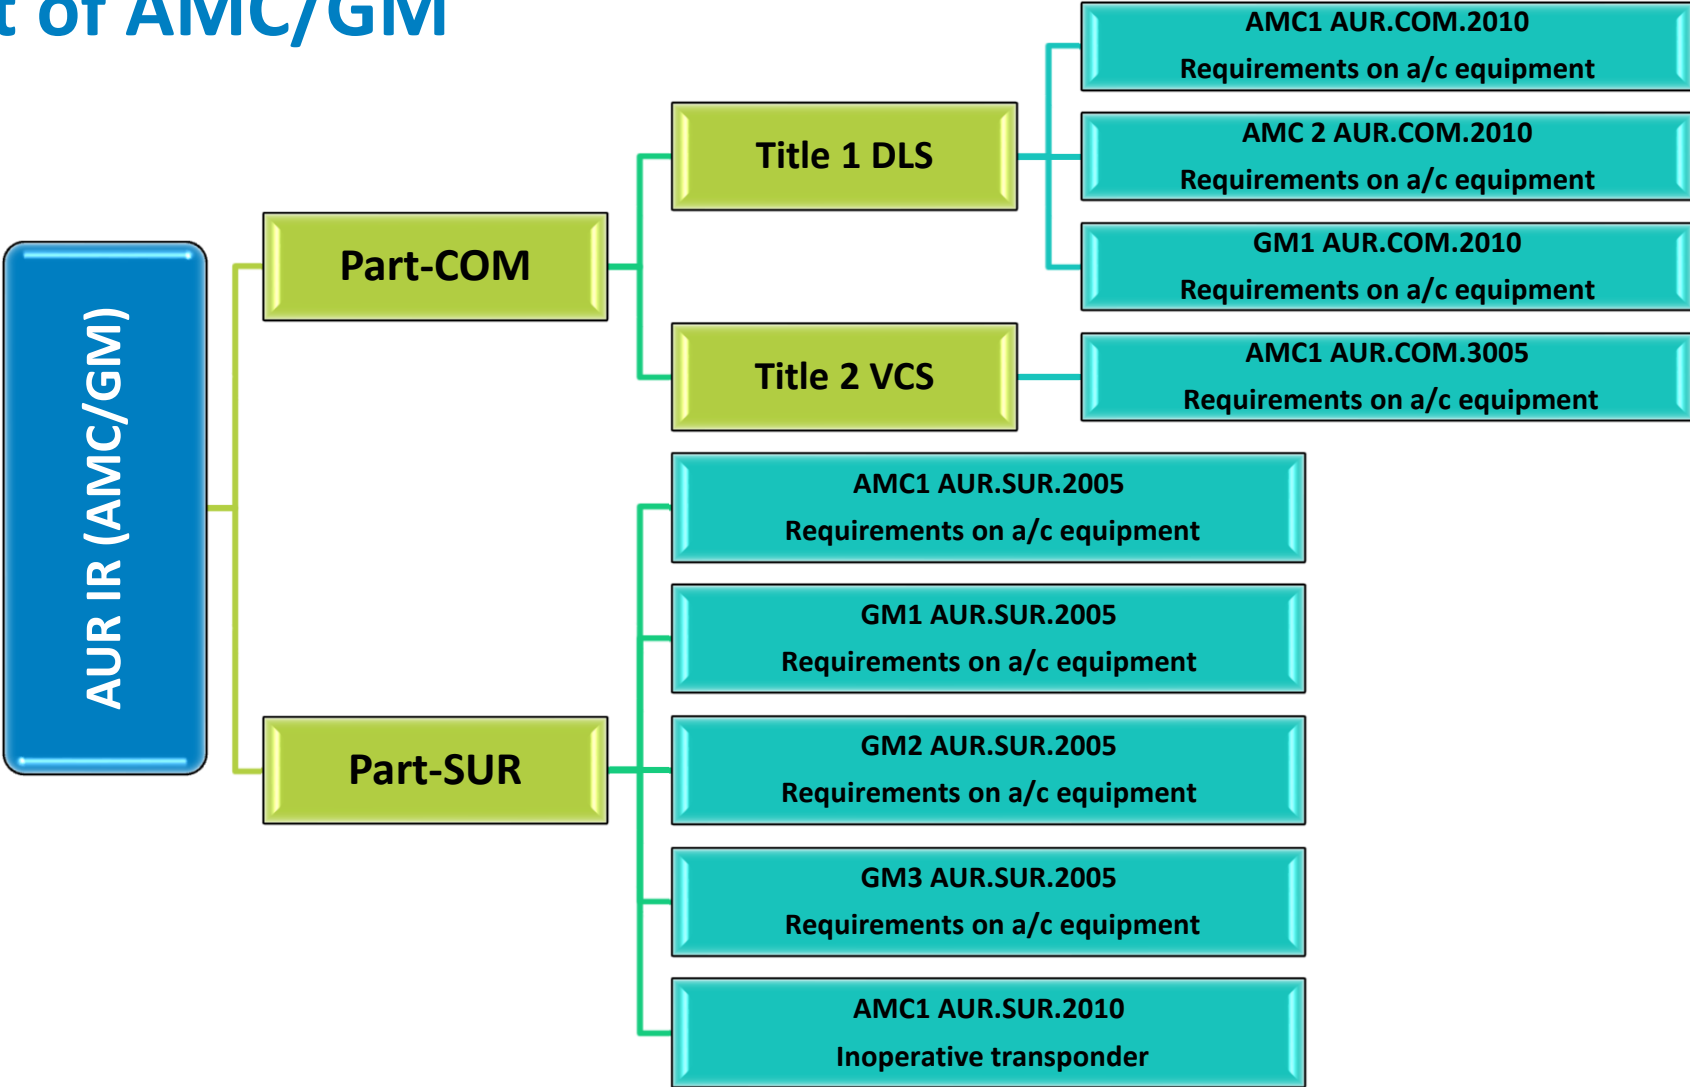 t of AMC/GM
AUR IR (AMC/GM)
Part-COM
Title 1 DLS
AMC1 AUR.COM.2010
Requirements on a/c equipment
AMC 2 AUR.COM.2010
Requirements on a/c equipment
GM1 AUR.COM.2010
Requirements on a/c equipment
Title 2 VCS
AMC1 AUR.COM.3005
Requirements on a/c equipment
Part-SUR
AMC1 AUR.SUR.2005
Requirements on a/c equipment
GM1 AUR.SUR.2005
Requirements on a/c equipment
GM2 AUR.SUR.2005
Requirements on a/c equipment
GM3 AUR.SUR.2005
Requirements on a/c equipment
AMC1 AUR.SUR.2010
Inoperative transponder